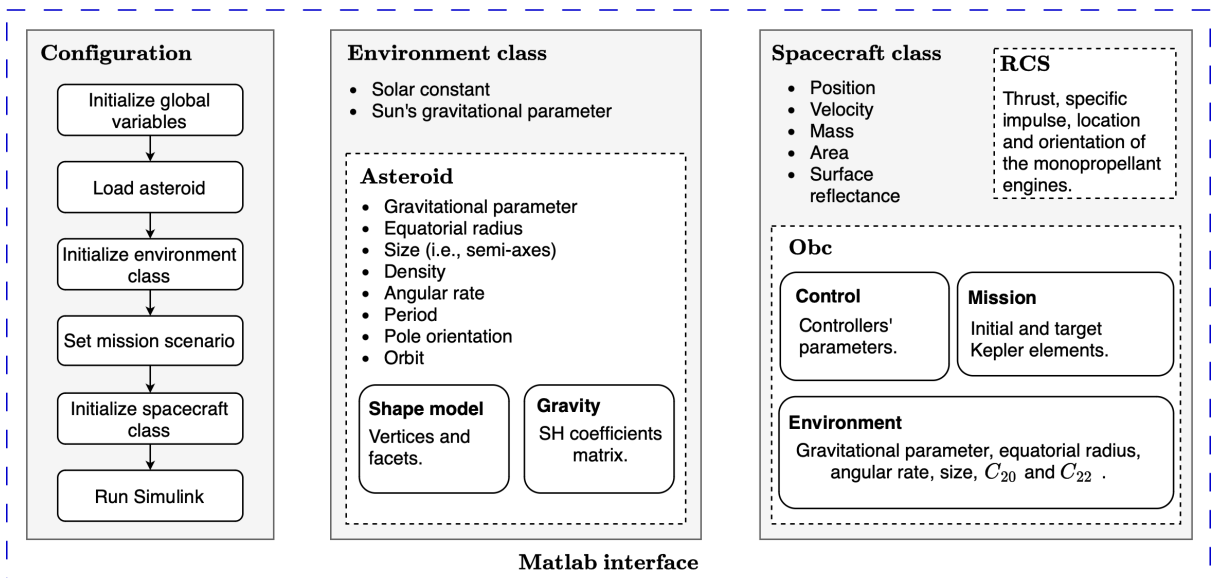 Configuration
Initialize global
variables
Load asteroid
Initialize environment
class
Set mission scenario
Initialize spacecraft
class
Run Simulink
Environment class
• Solar constant
• Sun's gravitational parameter
Asteroid
• Gravitational parameter
• Equatorial radius
• Size (i.e., semi-axes)
• Density
• Angular rate
• Period
• Pole orientation
• Orbit
Shape model
Vertices and
facets.
Gravity
SH coefficients
matrix.
Spacecraft class
• Position
• Velocity
• Mass
• Area
• Surface
reflectance
RCS
Thrust, specific
impulse, location
and orientation of
the monopropellant
engines.
Obc
Control
Controllers'
parameters.
Mission
Initial and target
Kepler elements.
Environment
Gravitational parameter, equatorial radius,
angular rate, size, C₂₀ and C₂₂ .
Matlab interface